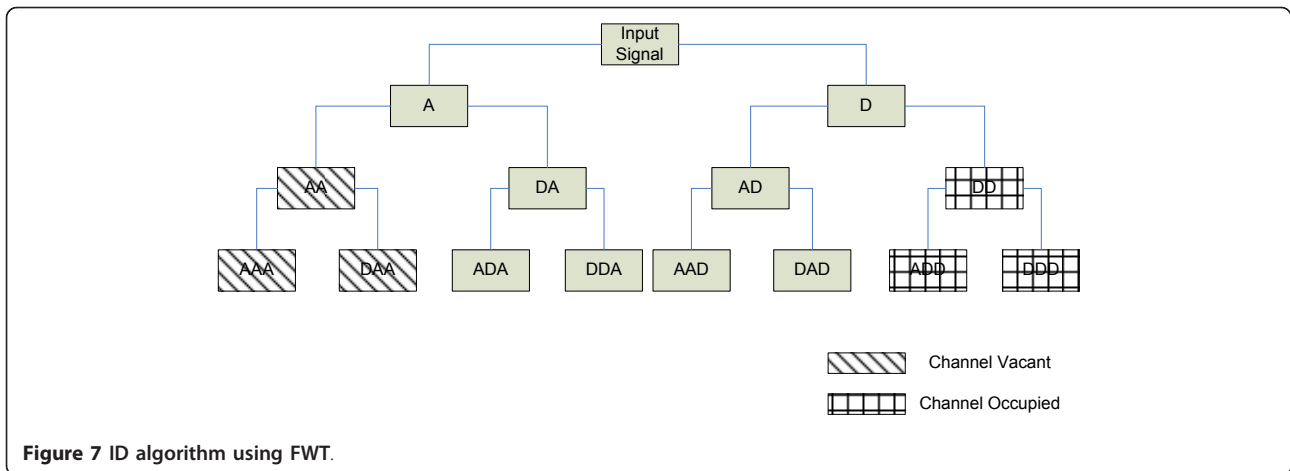 Input
Signal
A
D
AA
DA
AD
DD
AAA
DAA
ADA
DDA
AAD
DAD
ADD
DDD
Channel Vacant
Channel Occupied
Figure 7 ID algorithm using FWT.